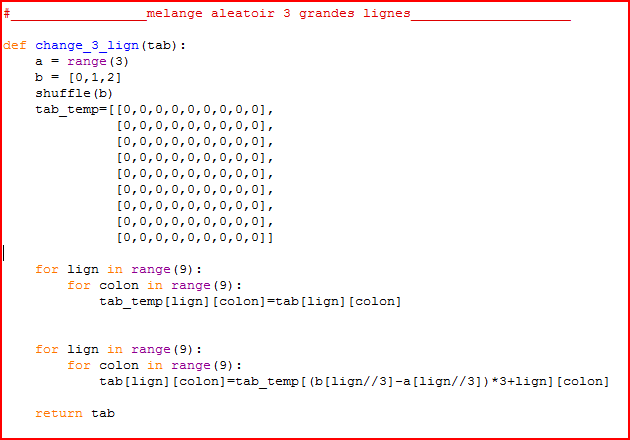 #_________________melange aleatoir 3 grandes lignes____________________
def change_3_lign(tab):
    a = range(3)
    b = [0,1,2]
    shuffle(b)
    tab_temp=[[0,0,0,0,0,0,0,0,0],
              [0,0,0,0,0,0,0,0,0],
              [0,0,0,0,0,0,0,0,0],
              [0,0,0,0,0,0,0,0,0],
              [0,0,0,0,0,0,0,0,0],
              [0,0,0,0,0,0,0,0,0],
              [0,0,0,0,0,0,0,0,0],
              [0,0,0,0,0,0,0,0,0],
              [0,0,0,0,0,0,0,0,0]]
    for lign in range(9):
        for colon in range(9):
            tab_temp[lign][colon]=tab[lign][colon]
    for lign in range(9):
        for colon in range(9):
            tab[lign][colon]=tab_temp[(b[lign//3]-a[lign//3])*3+lign][colon]
    return tab